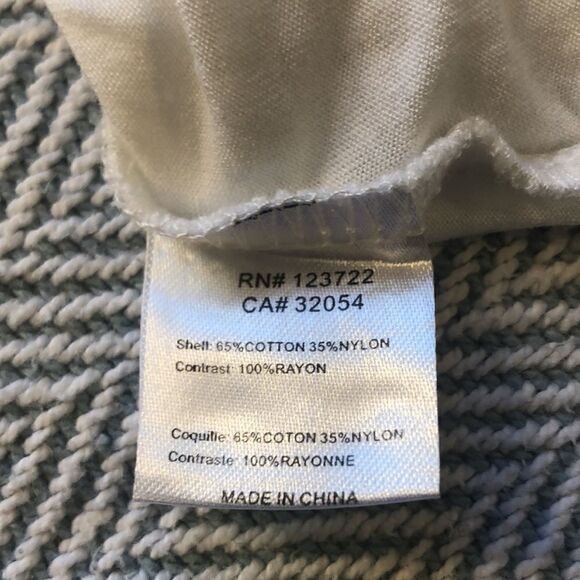 RN# 123722
CA# 32054
Shell: 65%COTTON 35%NYLON
Contrast: 100%RAYON
Coquille: 65%COTON 35%NYLON
Contraste: 100%RAYONNE
MADE IN CHINA